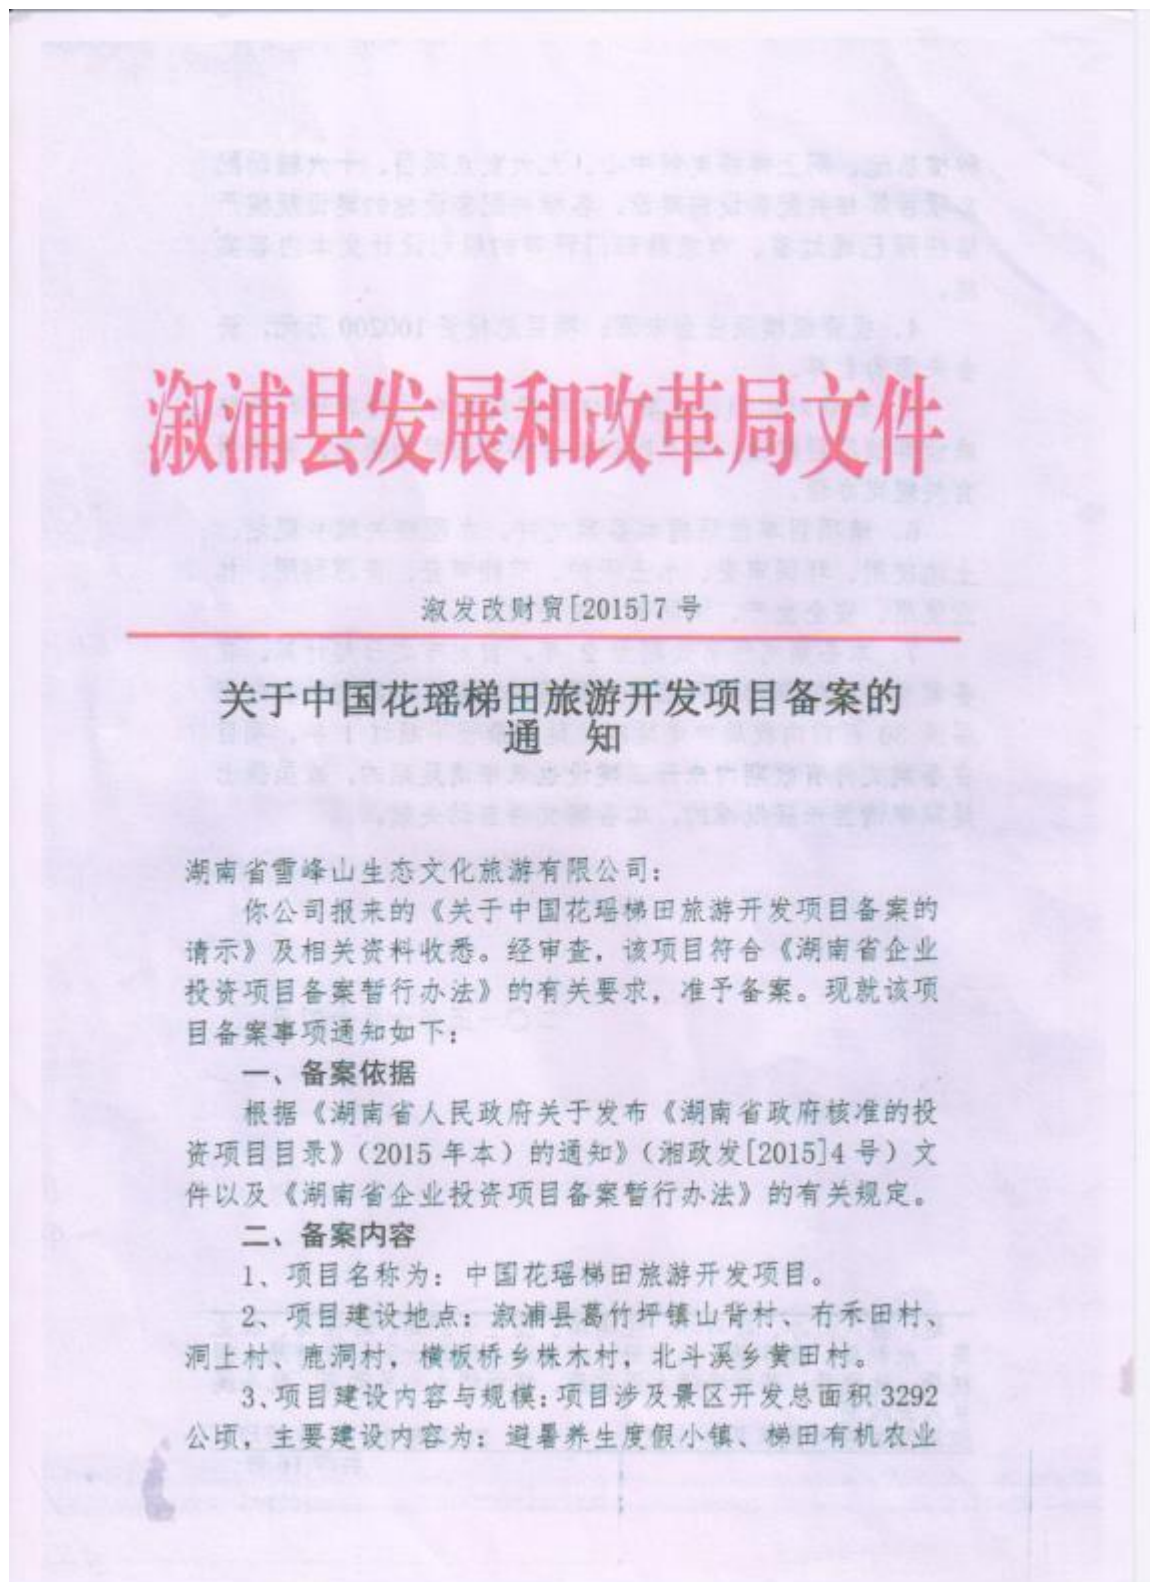 溆浦县发展和改革局文件
溆发改财贸[2015]7号
关于中国花瑶梯田旅游开发项目备案的
通 知
湖南省雪峰山生态文化旅游有限公司:
你公司报来的《关于中国花瑶梯田旅游开发项目备案的
请示》及相关资料收悉。经审查,该项目符合《湖南省企业
投资项目备案暂行办法》的有关要求,准予备案。现就该项
目备案事项通知如下:
一、备案依据
根据《湖南省人民政府关于发布《湖南省政府核准的投
资项目目录》(2015年本)的通知》(湘政发[2015]4号)文
件以及《湖南省企业投资项目备案暂行办法》的有关规定。
二、备案内容
1、项目名称为:中国花瑶梯田旅游开发项目。
2、项目建设地点:溆浦县葛竹坪镇山背村、冇禾田村、
洞上村、鹿洞村,横板桥乡株木村,北斗溪乡黄田村。
3、项目建设内容与规模:项目涉及景区开发总面积3292
公顷,主要建设内容为:避暑养生度假小镇、梯田有机农业